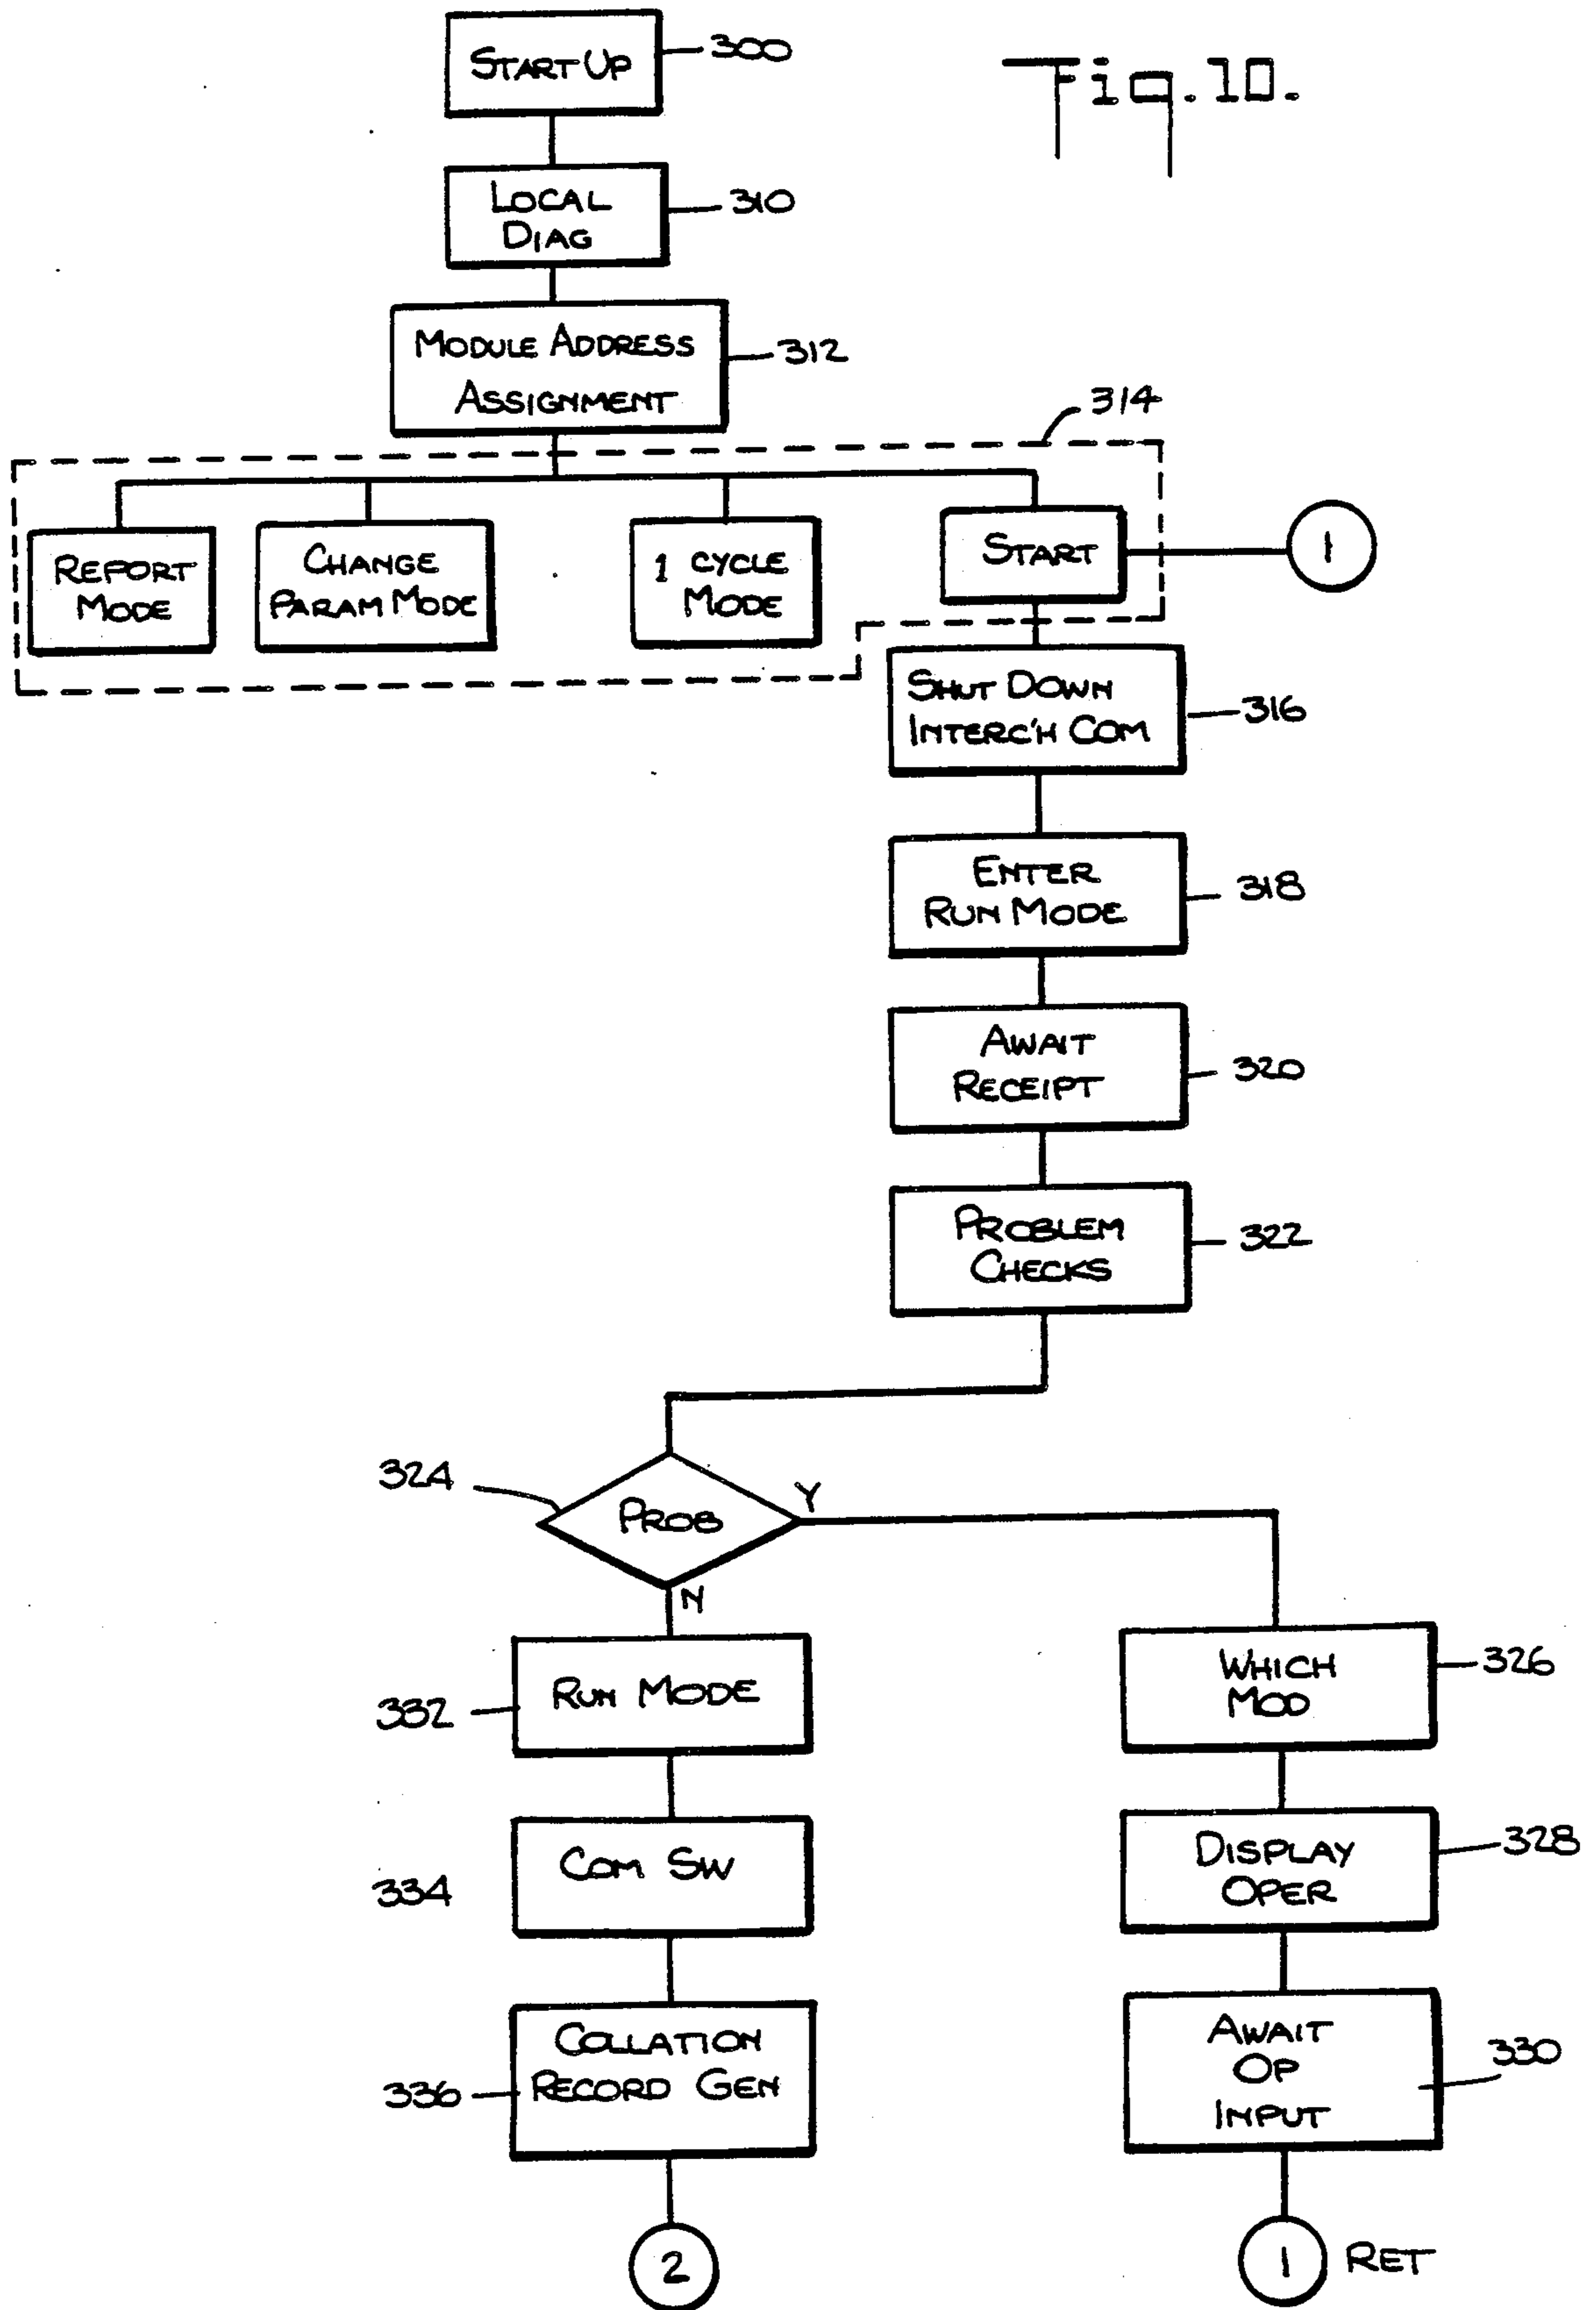 START UP
300
Fig. 10.
LOCAL
DIAG
310
MODULE ADDRESS
ASSIGNMENT
312
314
REPORT
MODE
CHANGE
PARAM MODE
1 CYCLE
MODE
START
1
SHUT DOWN
INTERC'H COM
316
ENTER
RUN MODE
318
AWAIT
RECEIPT
320
PROBLEM
CHECKS
322
324
PROB
Y
N
RUN MODE
332
WHICH
MOD
326
COM SW
334
DISPLAY
OPER
328
COLLATION
RECORD GEN
336
AWAIT
OP
INPUT
330
2
1 RET